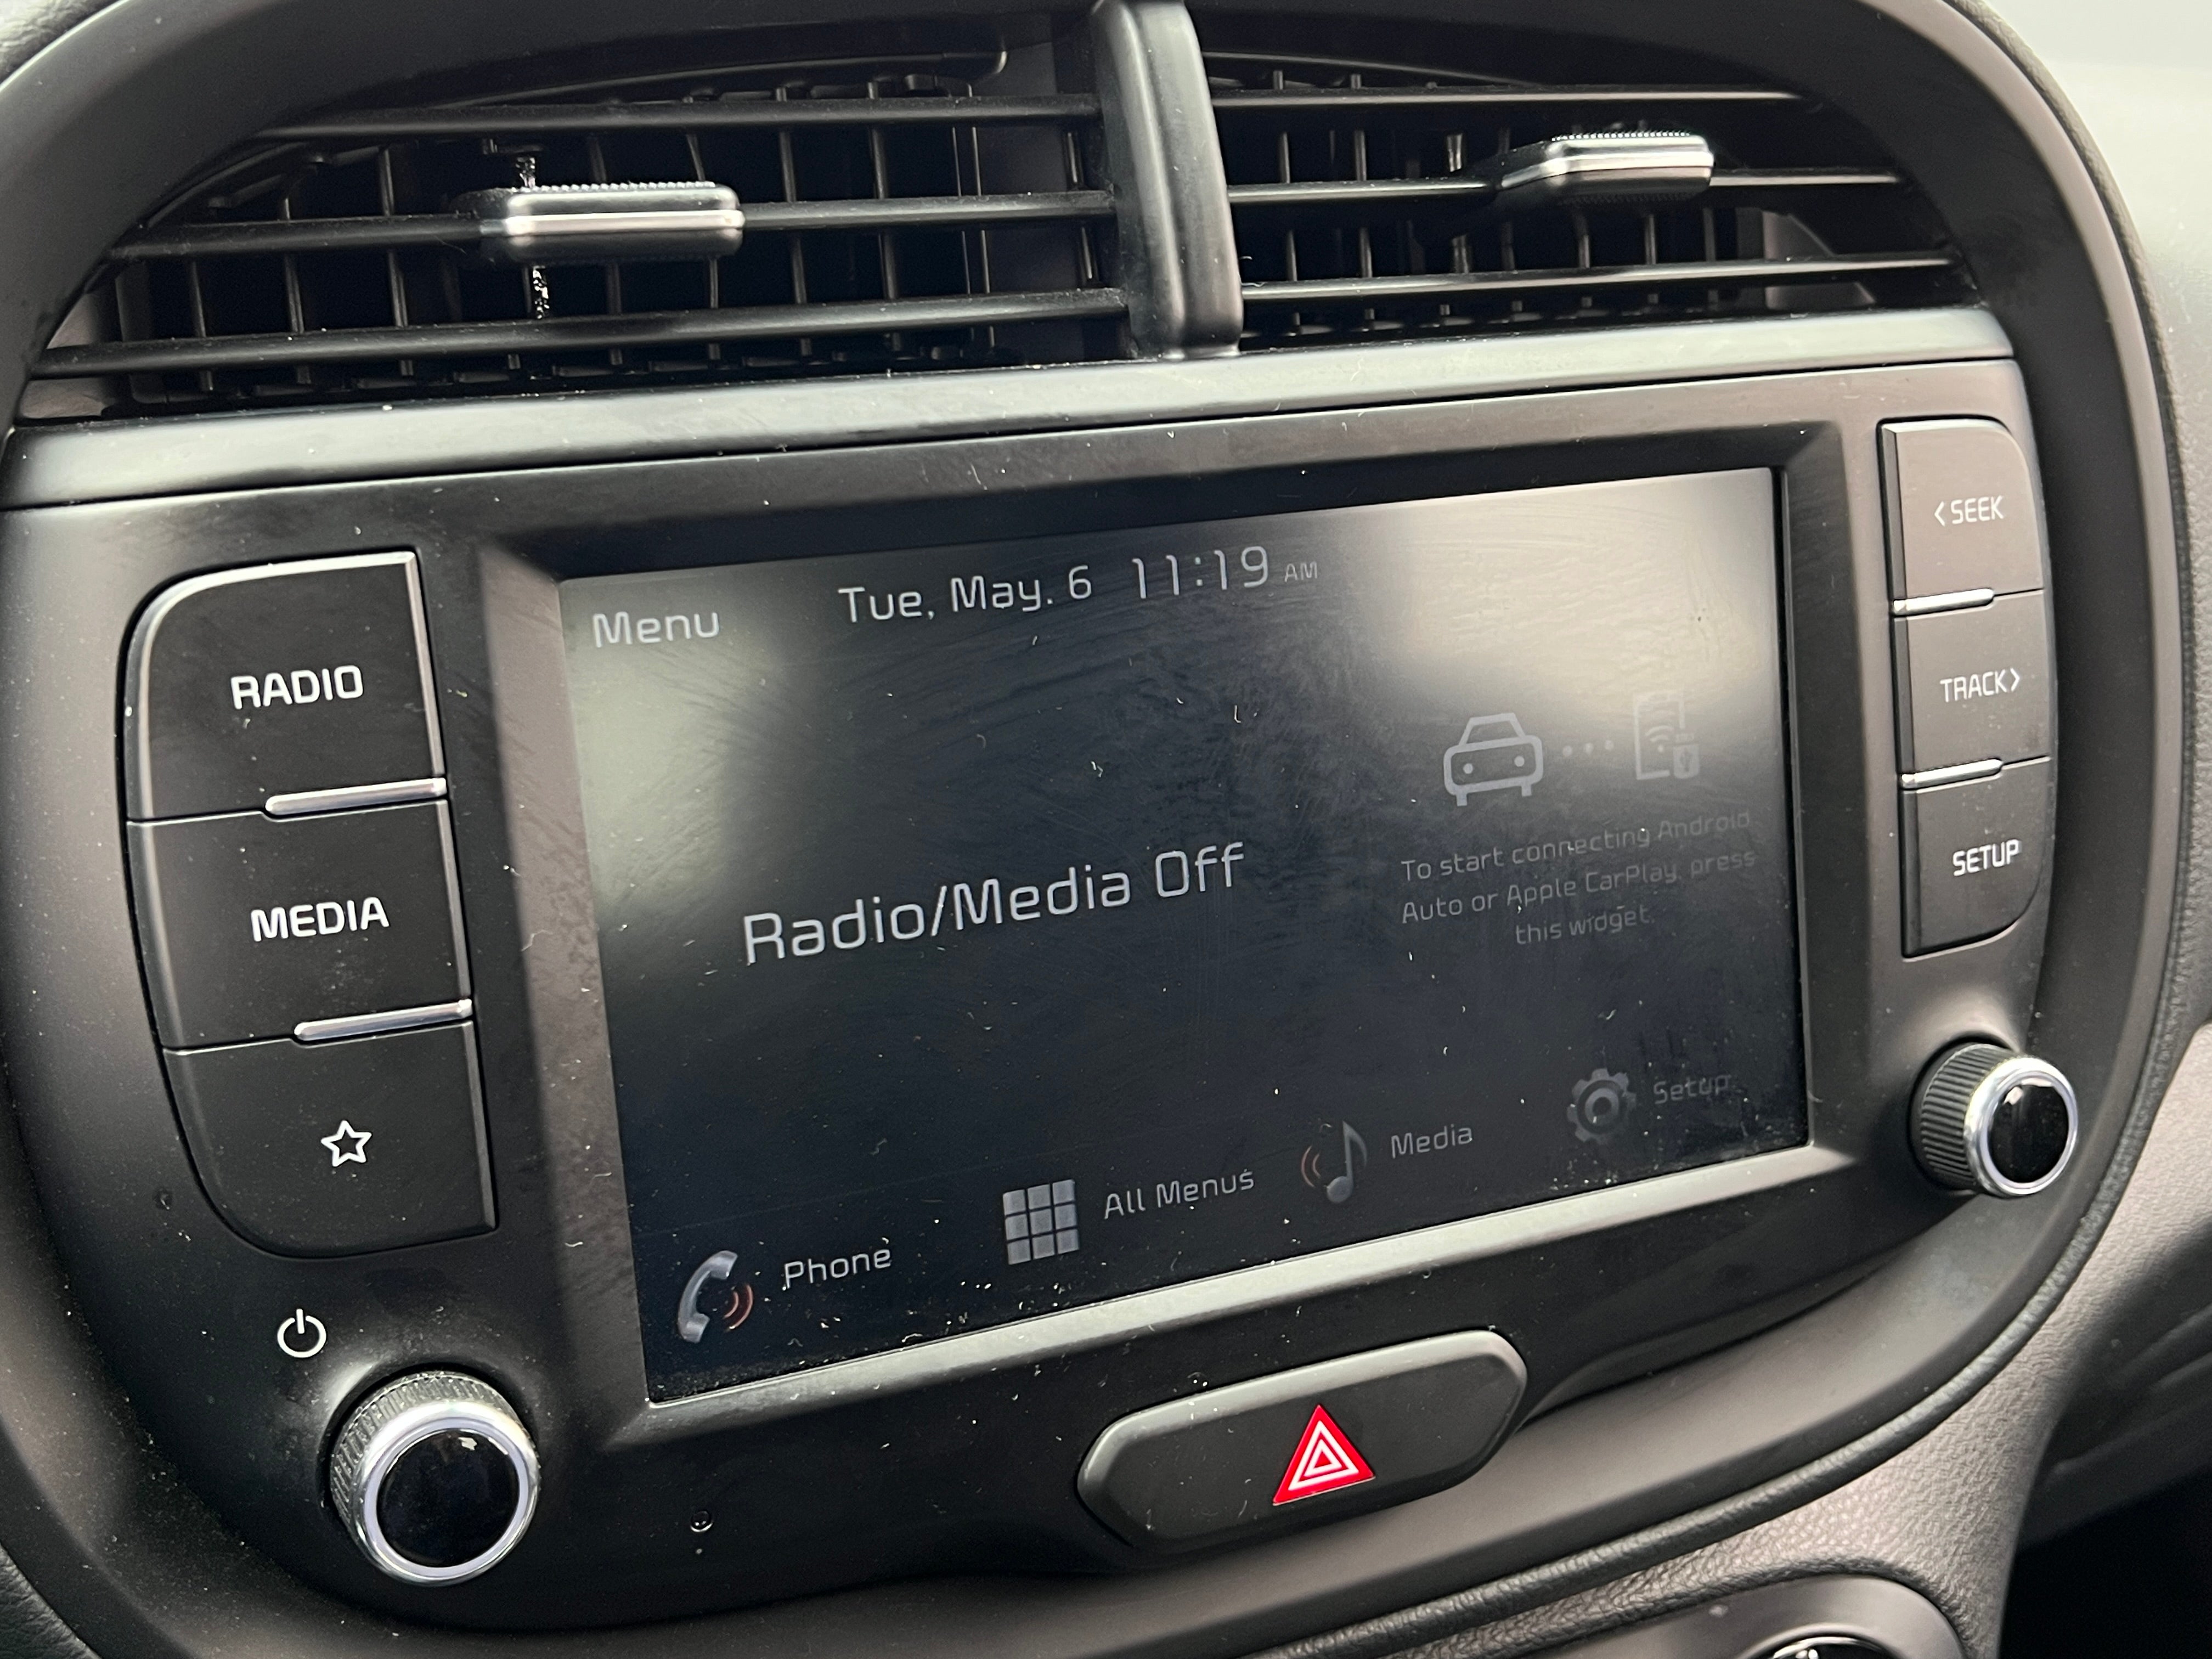 < SEEK
Menu
Tue, May. 6 11:19 AM
RADIO
TRACK >
To start connecting Android
Auto or Apple CarPlay, press
this widget.
SETUP
MEDIA
Radio/Media Off
Phone
All Menus
Media
Setup